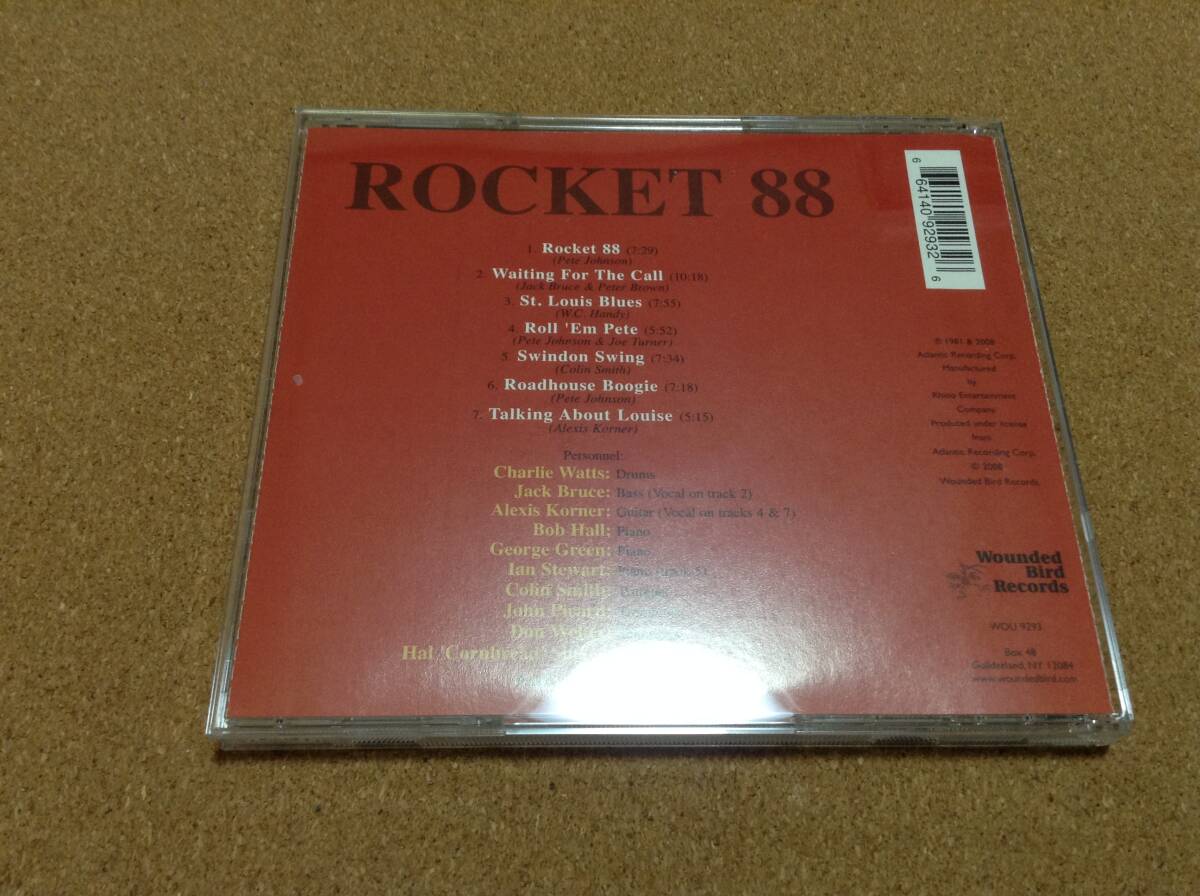 ROCKET 88
1. Rocket 88 (7:29)
(Pete Johnson)
2. Waiting For The Call (10:18)
(Jack Bruce & Peter Brown)
3. St. Louis Blues (7:55)
(W.C. Handy)
4. Roll 'Em Pete (5:52)
(Pete Johnson & Joe Turner)
5. Swindon Swing (7:34)
(Colin Smith)
6. Roadhouse Boogie (7:18)
(Pete Johnson)
7. Talking About Louise (5:15)
(Alexis Korner)
Personnel:
Charlie Watts: Drums
Jack Bruce: Bass (Vocal on track 2)
Alexis Korner: Guitar (Vocal on tracks 4 & 7)
Bob Hall: Piano
George Green: Piano
Ian Stewart: Piano (track 5)
Colin Smith:
John Picard:
Don Weller:
Hal 'Cornbread'
6 64140 92932 6
℗ 1981 & 2008
Atlantic Recording Corp.
Manufactured
by
Rhino Entertainment
Company
Produced under license
from
Atlantic Recording Corp.
© 2008
Wounded Bird Records.
Wounded
Bird
Records
WOU 9293
Box 48
Guilderland, NY 12084
www.woundedbird.com